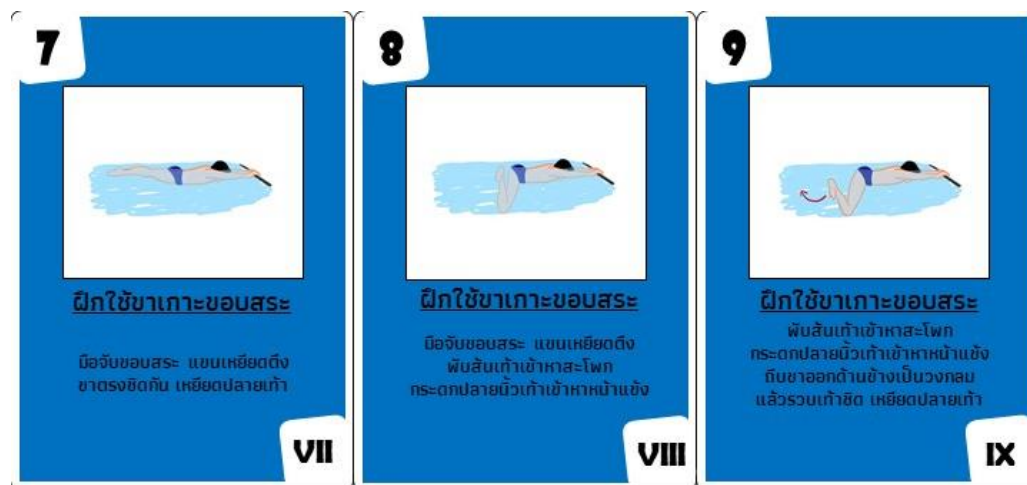 7
ฝึกใช้ขาเกาะขอบสระ
มือจับขอบสระ แขนเหยียดตึง
ขาตรงชิดกัน เหยียดปลายเท้า
VII
8
ฝึกใช้ขาเกาะขอบสระ
มือจับขอบสระ แขนเหยียดตึง
พับส้นเท้าเข้าหาสะโพก
กระดกปลายนิ้วเท้าเข้าหาหน้าแข้ง
VIII
9
ฝึกใช้ขาเกาะขอบสระ
พับส้นเท้าเข้าหาสะโพก
กระดกปลายนิ้วเท้าเข้าหาหน้าแข้ง
ถีบขาออกด้านข้างเป็นวงกลม
แล้วรวบเท้าชิด เหยียดปลายเท้า
IX